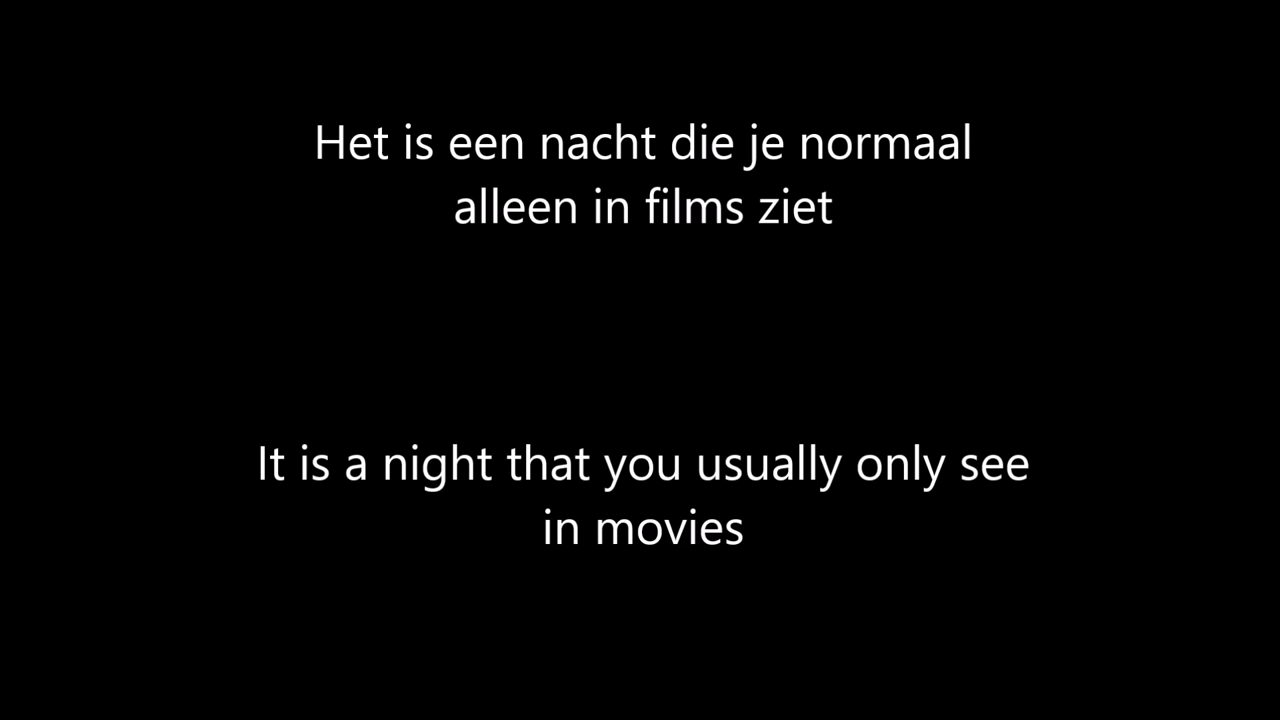 Het is een nacht die je normaal
alleen in films ziet
It is a night that you usually only see
in movies